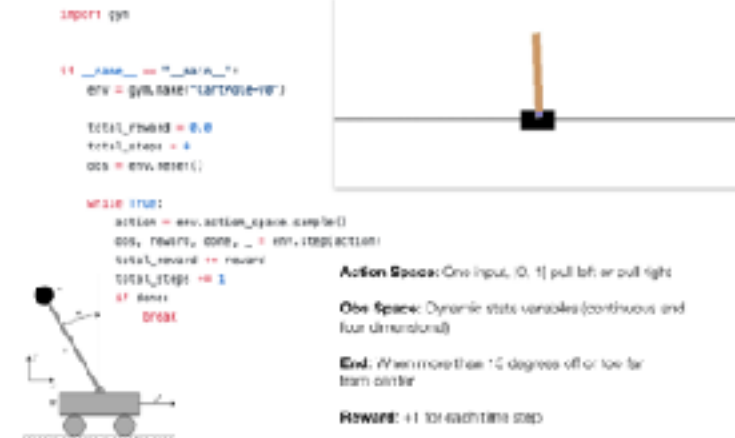 import gym
if __name__ == "__main__":
env = gym.make("CartPole-v0")
total_reward = 0.0
total_steps = 0
obs = env.reset()
while True:
action = env.action_space.sample()
obs, reward, done, _ = env.step(action)
total_reward += reward
total_steps += 1
if done:
break
Action Space: One input, {0, 1} pull left or pull right
Obs Space: Dynamic state variables (continuous and
four dimensional)
End: When more than degrees off or too far
from center
Reward: +1 for each time step